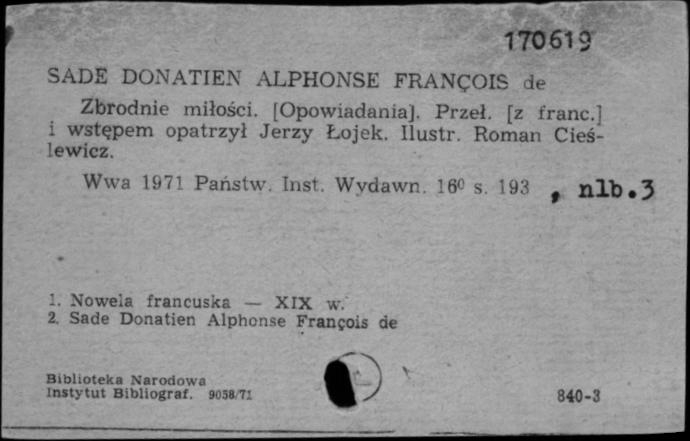 170619
SADE DONATIEN ALPHONSE FRANÇOIS de
Zbrodnie miłości. [Opowiadania]. Przeł. [z franc.]
i wstępem opatrzył Jerzy Łojek. Ilustr. Roman Cieś-
lewicz.
Wwa 1971 Państw. Inst. Wydawn. 16⁰ s. 193 , nlb.3
1. Nowela francuska — XIX w.
2. Sade Donatien Alphonse François de
Biblioteka Narodowa
Instytut Bibliograf. 9058/71
840-3